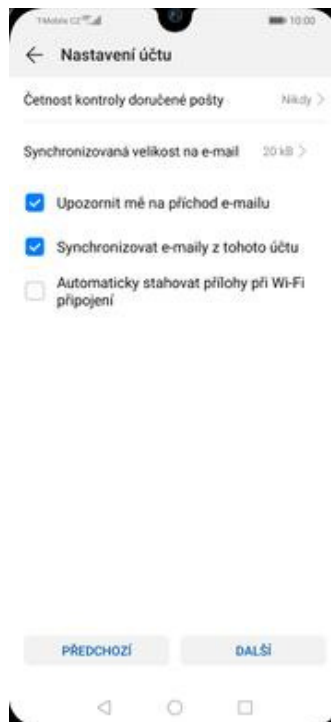 T-Mobile CZ 10:00
Nastavení účtu
Četnost kontroly doručené pošty Nikdy
Synchronizovaná velikost na e-mail 20 kB
Upozornit mě na příchod e-mailu
Synchronizovat e-maily z tohoto účtu
Automaticky stahovat přílohy při Wi-Fi
připojení
PŘEDCHOZÍ DALŠÍ